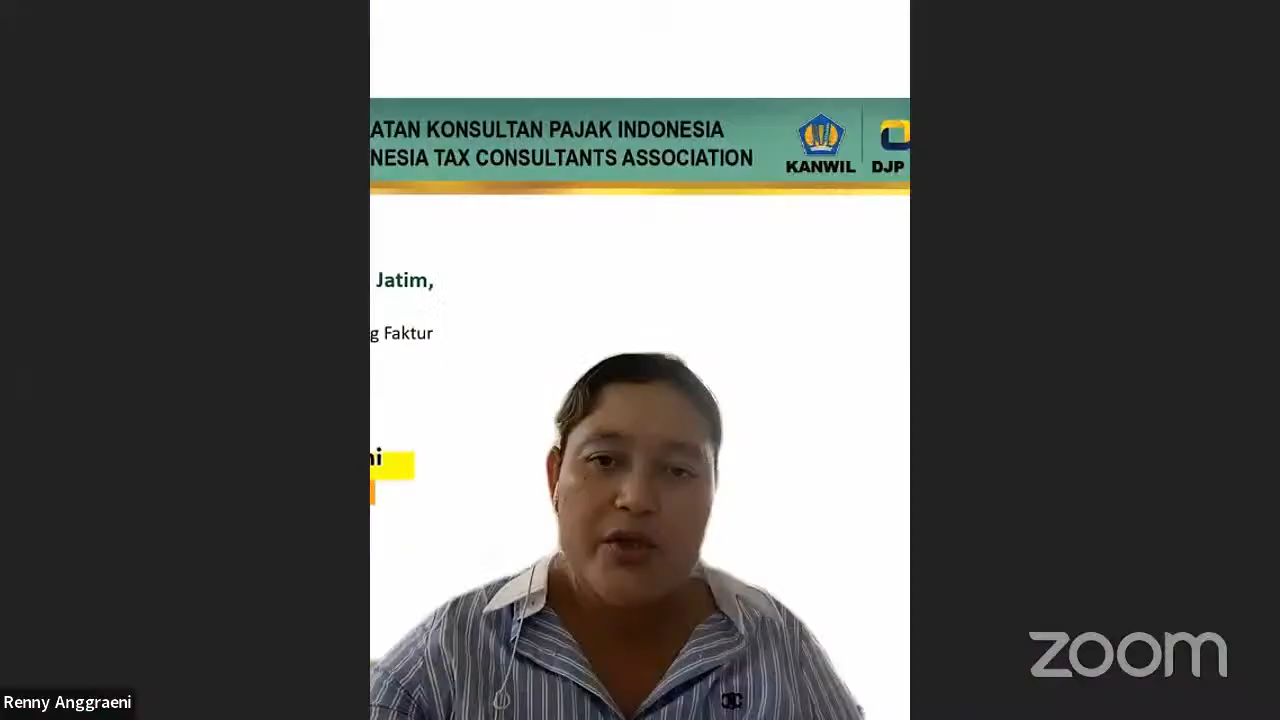 ATAN KONSULTAN PAJAK INDONESIA
NESIA TAX CONSULTANTS ASSOCIATION
KANWIL
DJP
Jatim,
g Faktur
ni
zoom
Renny Anggraeni